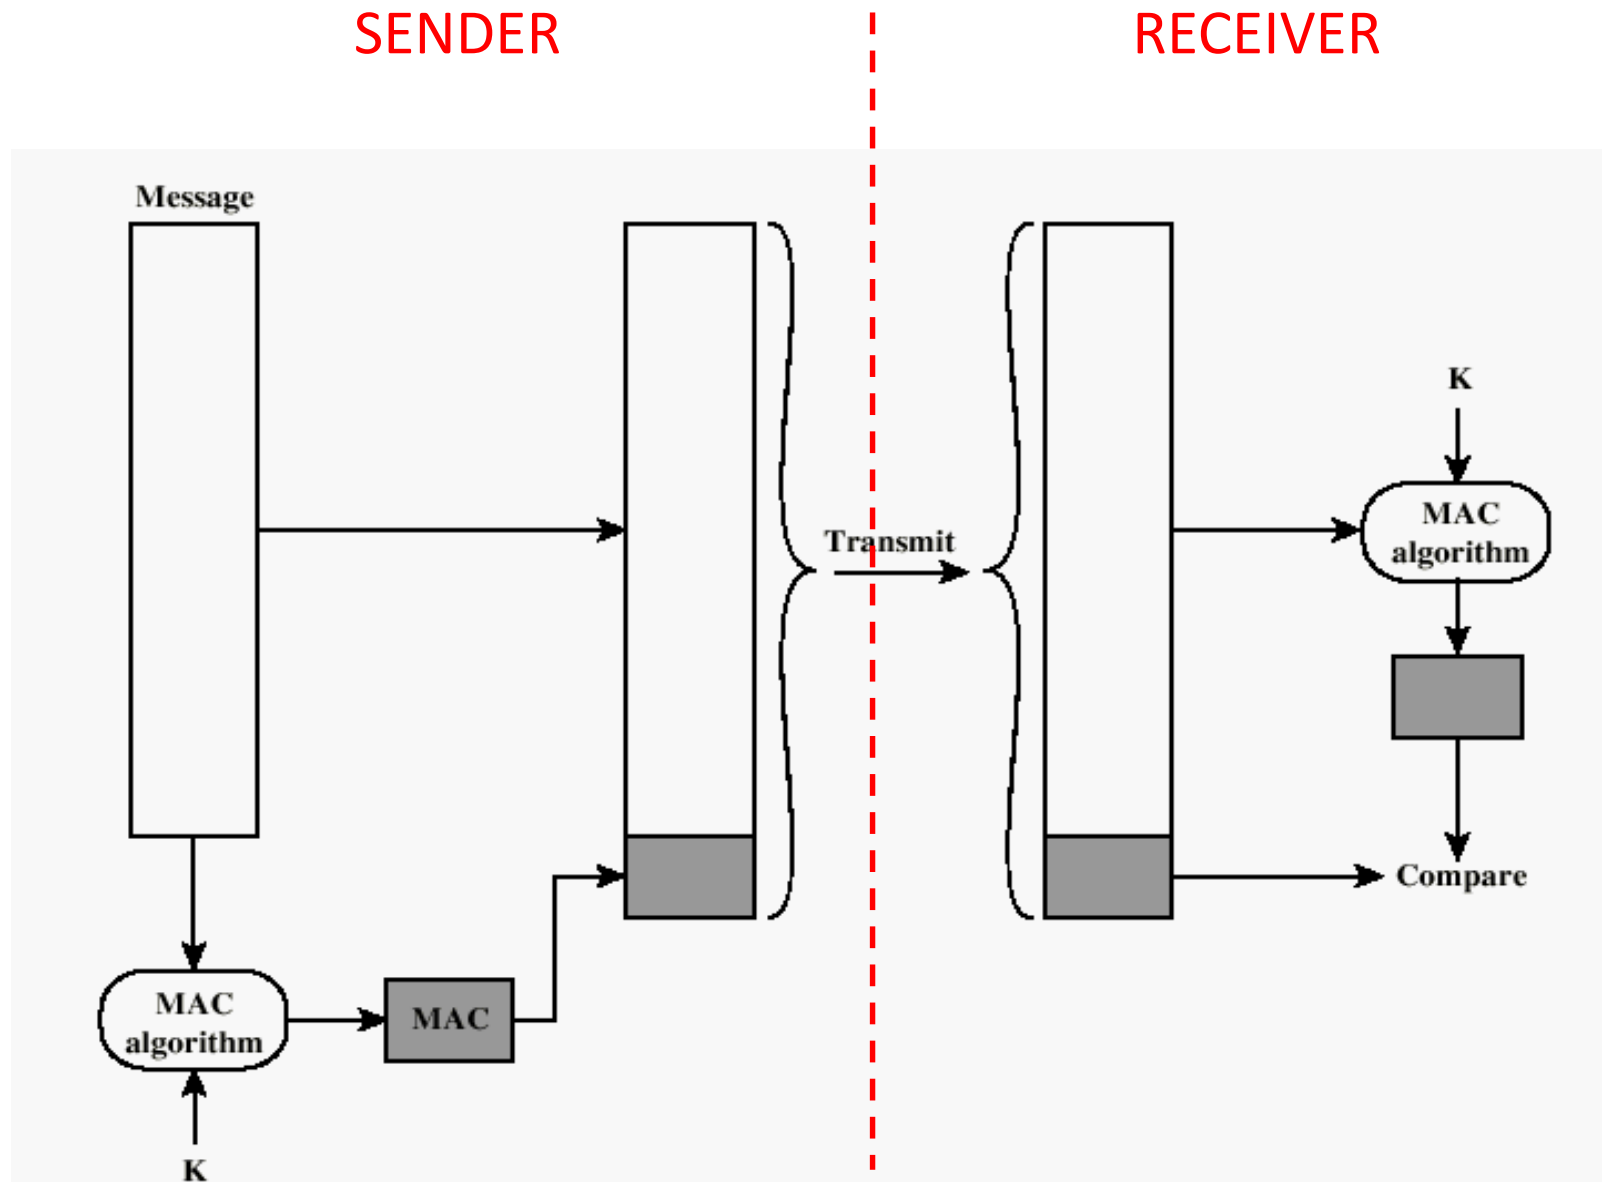 SENDER
RECEIVER
Message
K
MAC
algorithm
Transmit
Compare
MAC
algorithm
MAC
K